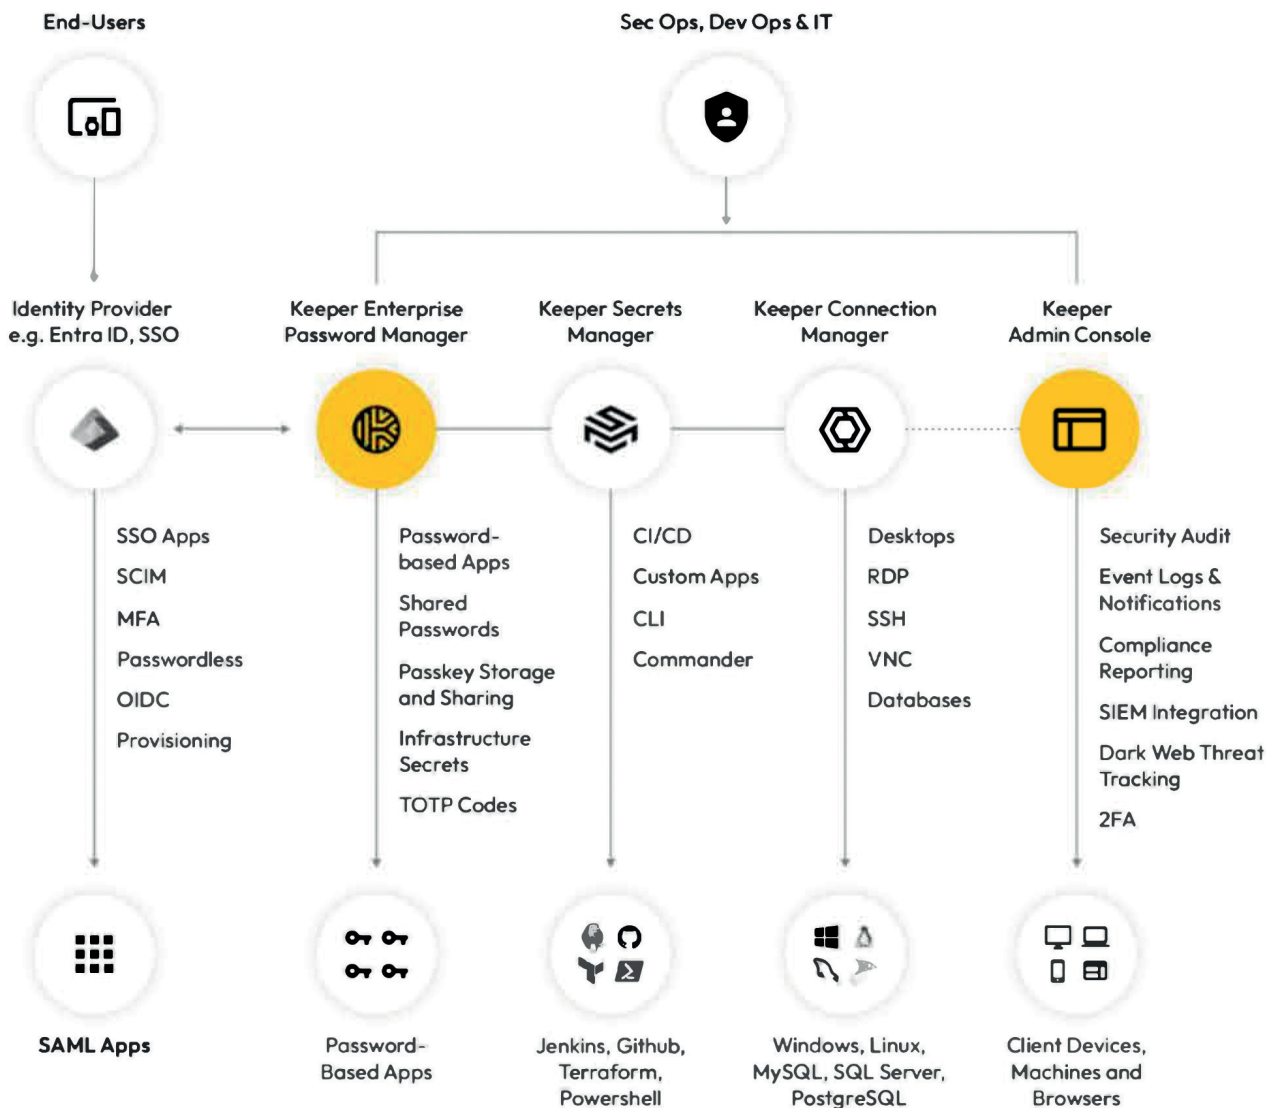 End-Users
Sec Ops, Dev Ops & IT
Identity Provider
e.g. Entra ID, SSO
Keeper Enterprise
Password Manager
Keeper Secrets
Manager
Keeper Connection
Manager
Keeper
Admin Console
SSO Apps
SCIM
MFA
Passwordless
OIDC
Provisioning
Password-
based Apps
Shared
Passwords
Passkey Storage
and Sharing
Infrastructure
Secrets
TOTP Codes
CI/CD
Custom Apps
CLI
Commander
Desktops
RDP
SSH
VNC
Databases
Security Audit
Event Logs &
Notifications
Compliance
Reporting
SIEM Integration
Dark Web Threat
Tracking
2FA
SAML Apps
Password-
Based Apps
Jenkins, Github,
Terraform,
Powershell
Windows, Linux,
MySQL, SQL Server,
PostgreSQL
Client Devices,
Machines and
Browsers